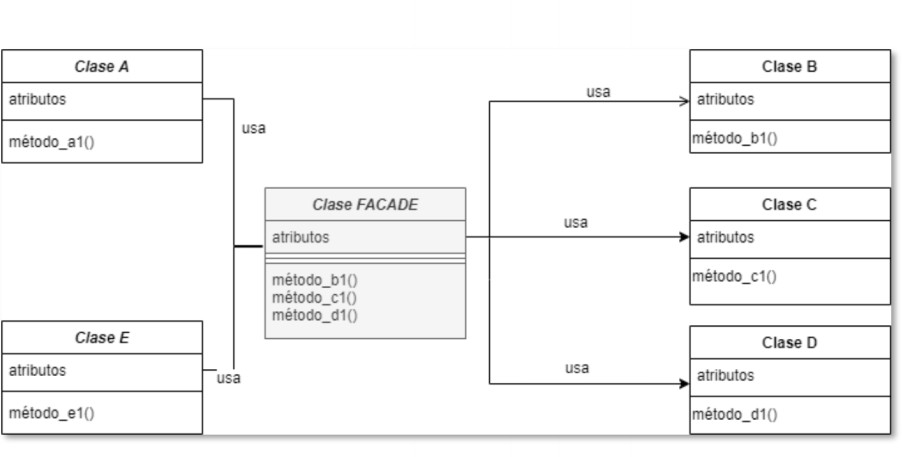 Clase A
atributos
método_a1()
usa
Clase E
atributos
método_e1()
usa
Clase FACADE
atributos
método_b1()
método_c1()
método_d1()
usa
Clase B
atributos
método_b1()
usa
Clase C
atributos
método_c1()
usa
Clase D
atributos
método_d1()